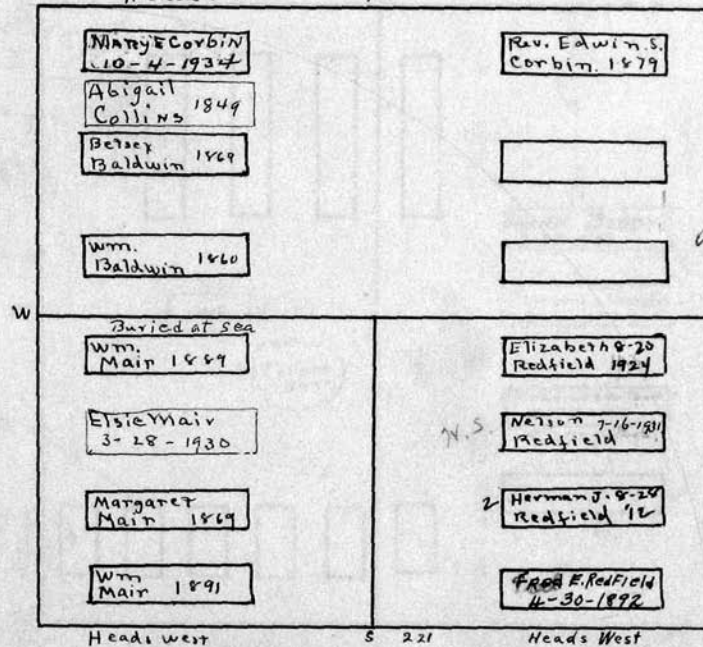 Mary E Corbin
10-4-1934
Rev. Edwin. S.
Corbin. 1879
Abigail
Collins 1849
Betsey
Baldwin 1869
Wm.
Baldwin 1860
W
Buried at sea
Wm.
Mair 1889
Elizabeth 8-20
Redfield 1924
Elsie Mair
3-28-1930
N.S.
Nelson 7-16-1931
Redfield
Margaret
Mair 1869
2
Herman J. 8-28
Redfield '12
Wm
Mair 1891
Fred E. Redfield
4-30-1892
Heads west
S 221
Heads West